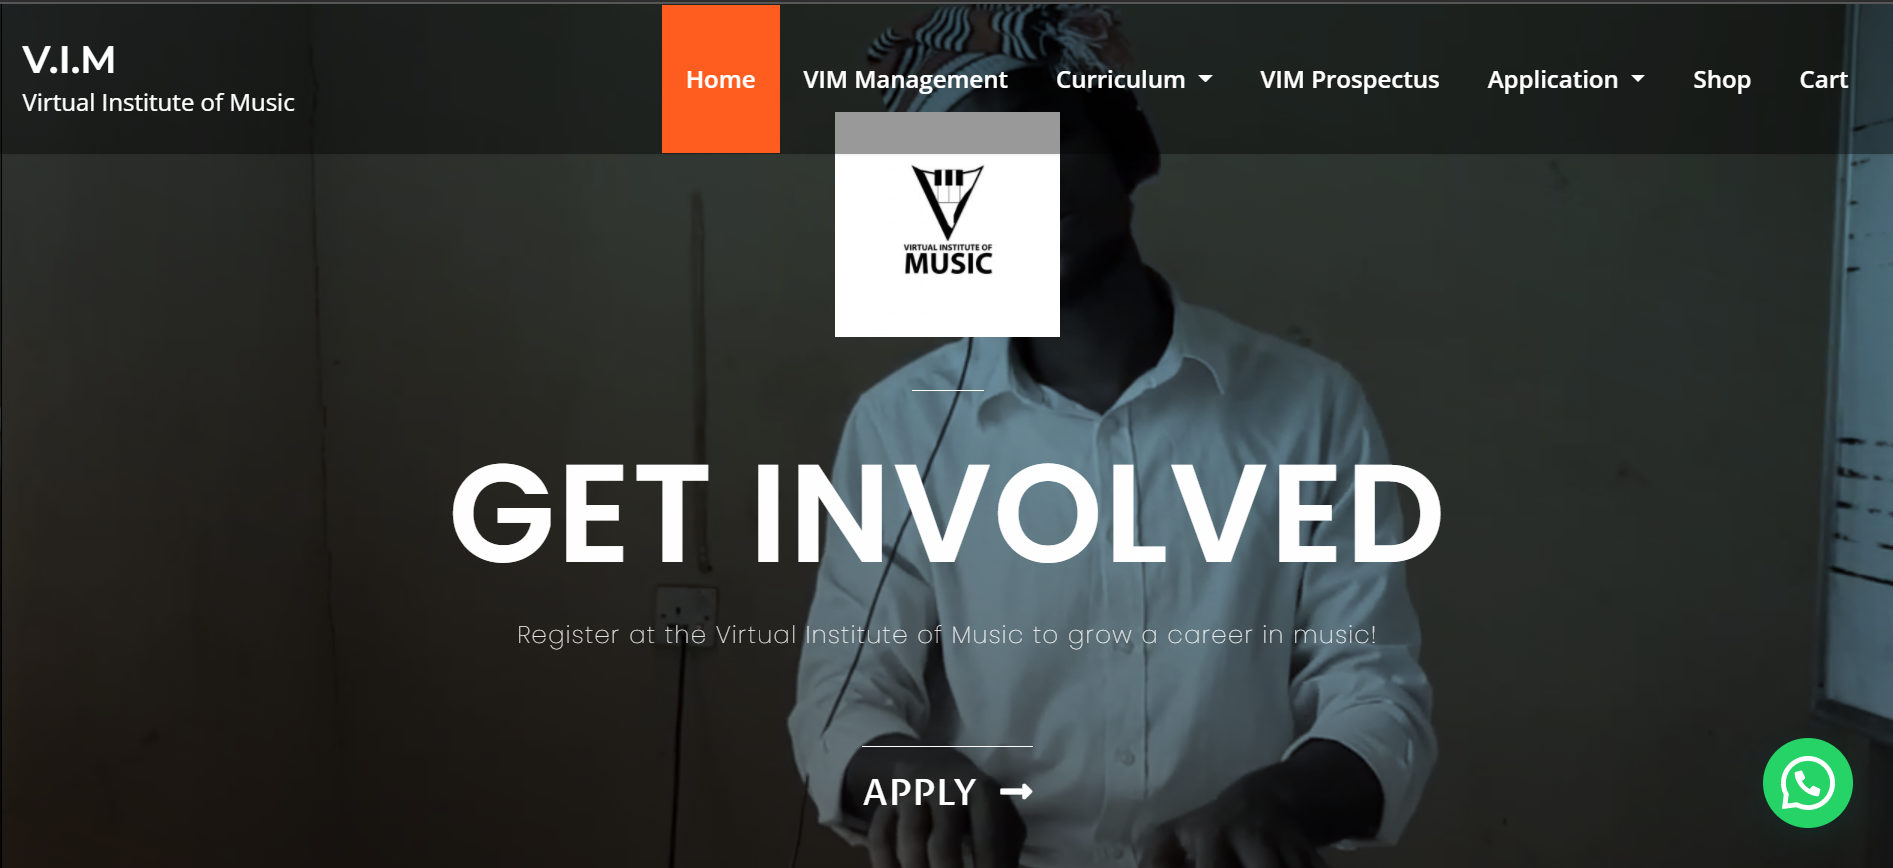 V.I.M
Virtual Institute of Music
Home
VIM Management
Curriculum
VIM Prospectus
Application
Shop
Cart
VIRTUAL INSTITUTE OF
MUSIC
GET INVOLVED
Register at the Virtual Institute of Music to grow a career in music!
APPLY